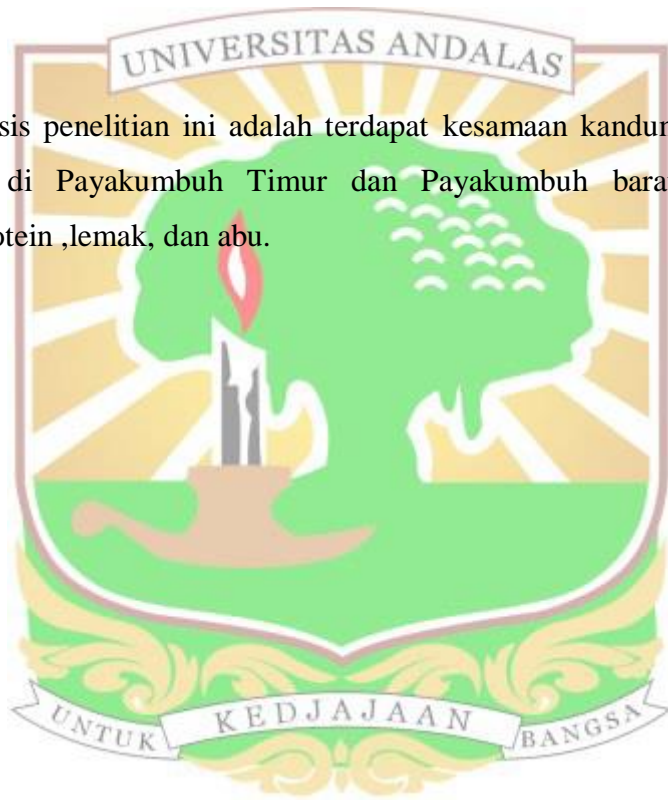 UNIVERSITAS ANDALAS
sis penelitian ini adalah terdapat kesamaan kandun
di Payakumbuh Timur dan Payakumbuh bara
otein ,lemak, dan abu.
UNTUK KEDJAJAAN BANGSA